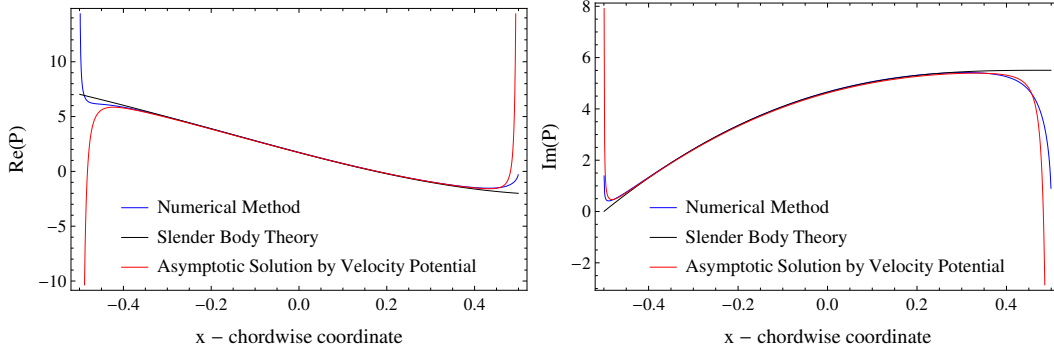 Re(P)
10
5
0
−5
−10
Numerical Method
Slender Body Theory
Asymptotic Solution by Velocity Potential
−0.4 −0.2 0.0 0.2 0.4
x − chordwise coordinate
Im(P)
8
6
4
2
0
−2
Numerical Method
Slender Body Theory
Asymptotic Solution by Velocity Potential
−0.4 −0.2 0.0 0.2 0.4
x − chordwise coordinate